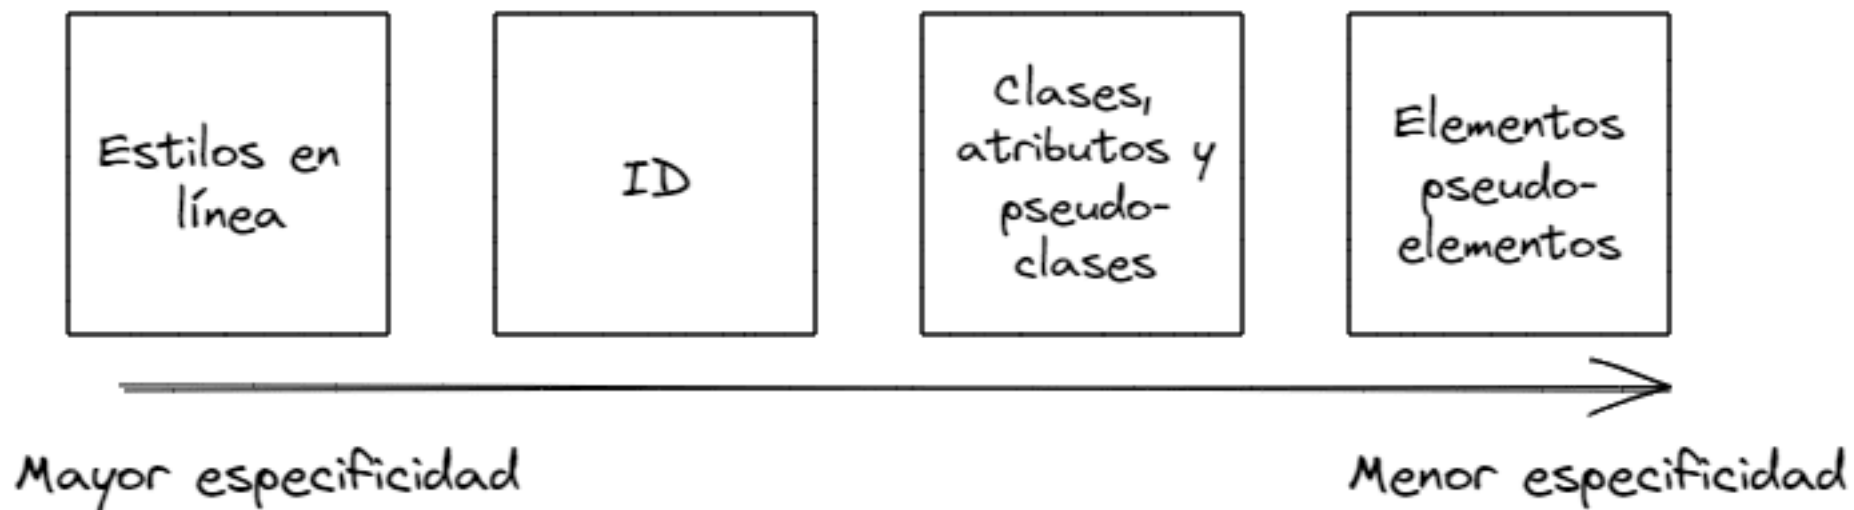 Estilos en
línea
ID
Clases,
atributos y
pseudo-
clases
Elementos
pseudo-
elementos
Mayor especificidad
Menor especificidad